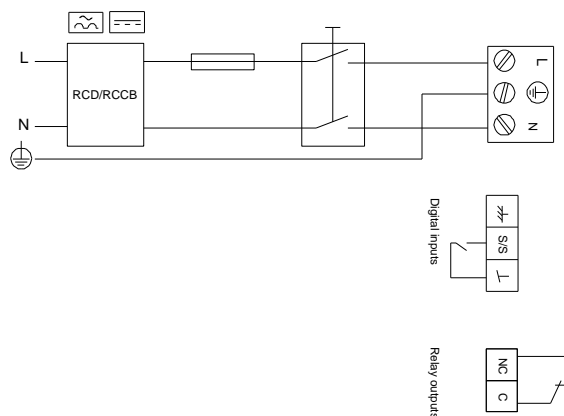 L
RCD/RCCB
N
L
N
Digital inputs
S/S
Relay outputs
NC
C